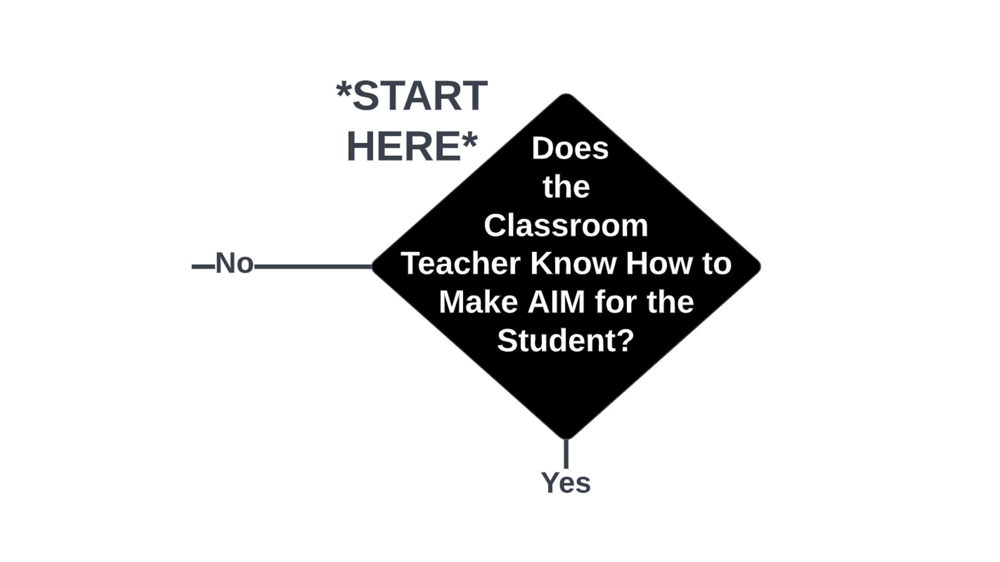 *START
HERE*
Does
the
Classroom
Teacher Know How to
Make AIM for the
Student?
No
Yes